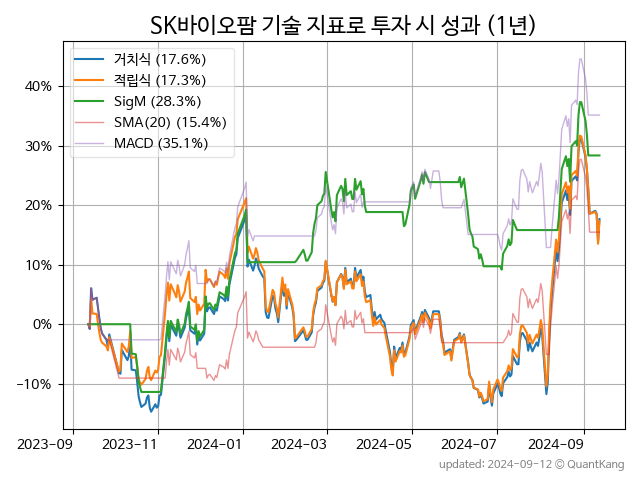 SK바이오팜 기술 지표로 투자 시 성과 (1년)
거치식 (17.6%)
적립식 (17.3%)
SigM (28.3%)
SMA(20) (15.4%)
MACD (35.1%)
40%
30%
20%
10%
0%
−10%
2023-09 2023-11 2024-01 2024-03 2024-05 2024-07 2024-09
updated: 2024-09-12 © QuantKang